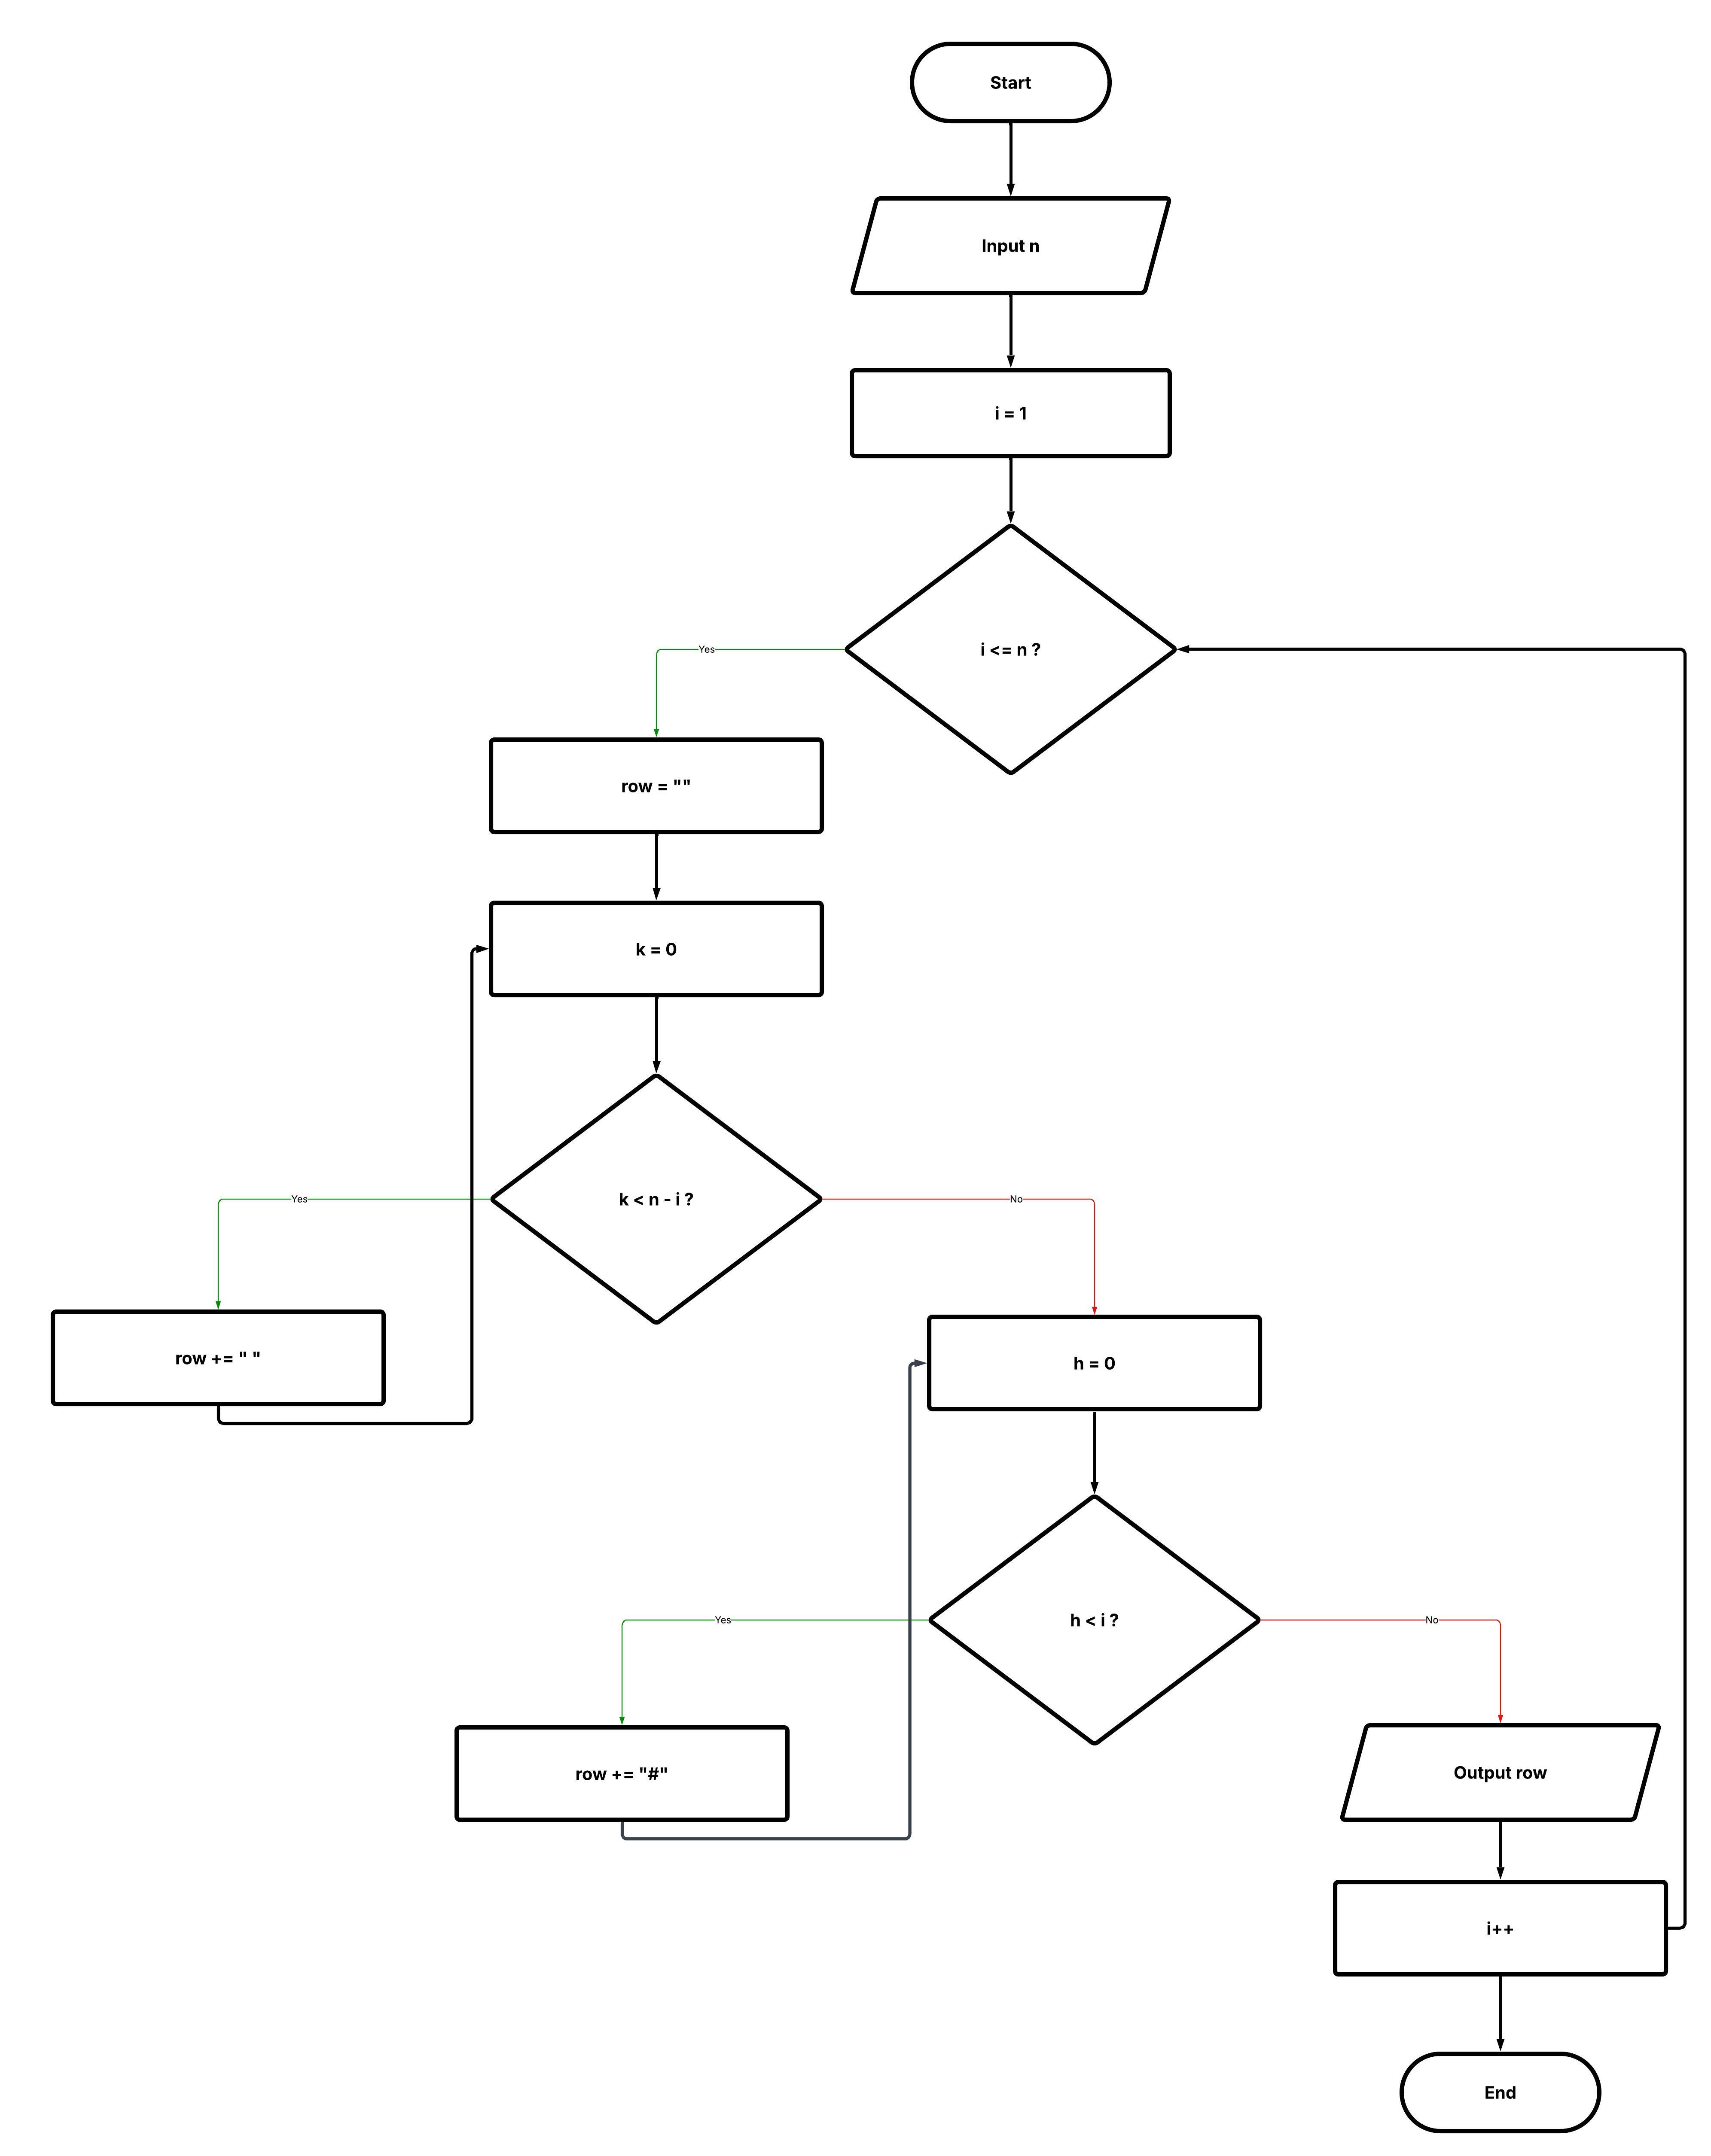 Start
Input n
i = 1
i <= n ?
Yes
row = ""
k = 0
k < n - i ?
Yes
No
row += " "
h = 0
h < i ?
Yes
No
row += "#"
Output row
i++
End